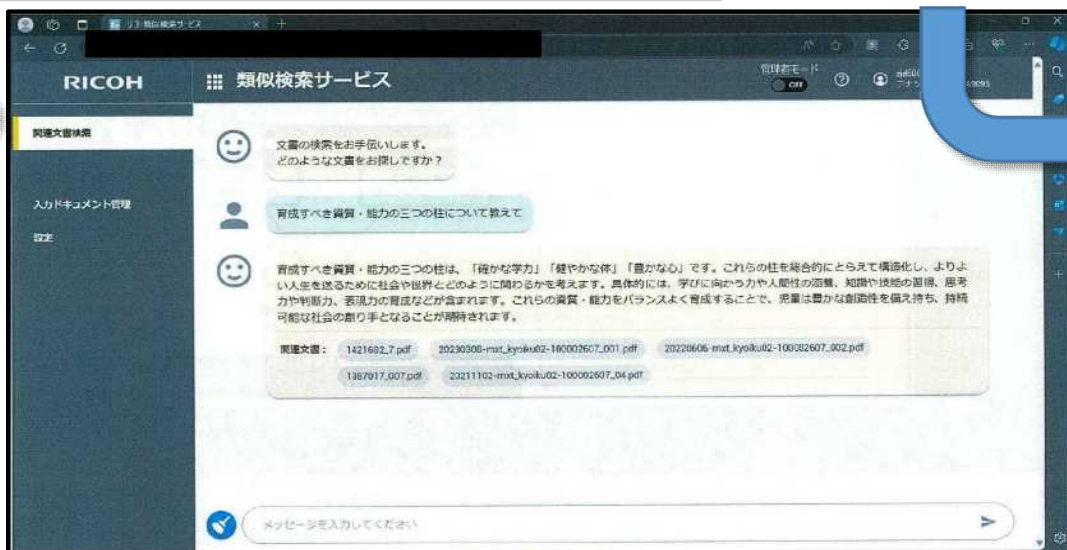 RICOH
類似検索サービス
管理者モード
OFF
関連文書検索
入力ドキュメント管理
設定
文書の検索をお手伝いします。
どのような文書をお探しですか？
育成すべき資質・能力の三つの柱について教えて
育成すべき資質・能力の三つの柱は、「確かな学力」「健やかな体」「豊かな心」です。これらの柱を総合的にとらえて構造化し、よりよ
い人生を送るために社会や世界とどのように関わるかを考えます。具体的には、学びに向かう力や人間性の涵養、知識や技能の習得、思考
力や判断力、表現力の育成などが含まれます。これらの資質・能力をバランスよく育成することで、児童は豊かな創造性を備え持ち、持続
可能な社会の創り手となることが期待されます。
関連文書： 1421692_7.pdf 20230308-mxt_kyoiku02-100002607_001.pdf 20220606-mxt_kyoiku02-100002607_002.pdf
1387017_007.pdf 20211102-mxt_kyoiku02-100002607_04.pdf
メッセージを入力してください